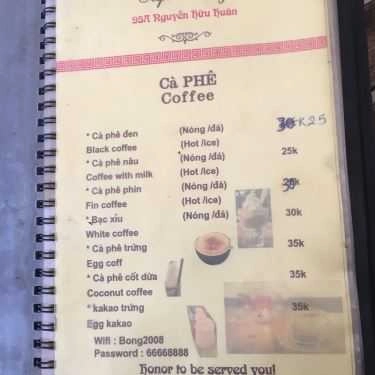 95A Nguyễn Hữu Huân
CÀ PHÊ
Coffee
* Cà phê đen (Nóng /đá) K25
Black coffee (Hot /ice)
* Cà phê nâu (Nóng /đá) 25k
Coffee with milk (Hot /ice)
* Cà phê phin (Nóng /đá)
Fin coffee (Hot /ice)
* Bạc xỉu (Nóng /đá) 30k
White coffee
* Cà phê trứng 35k
Egg coff
* Cà phê cốt dừa 35k
Coconut coffee
* kakao trứng 35k
Egg kakao
Wifi : Bong2008
Password : 66668888
Honor to be served you!